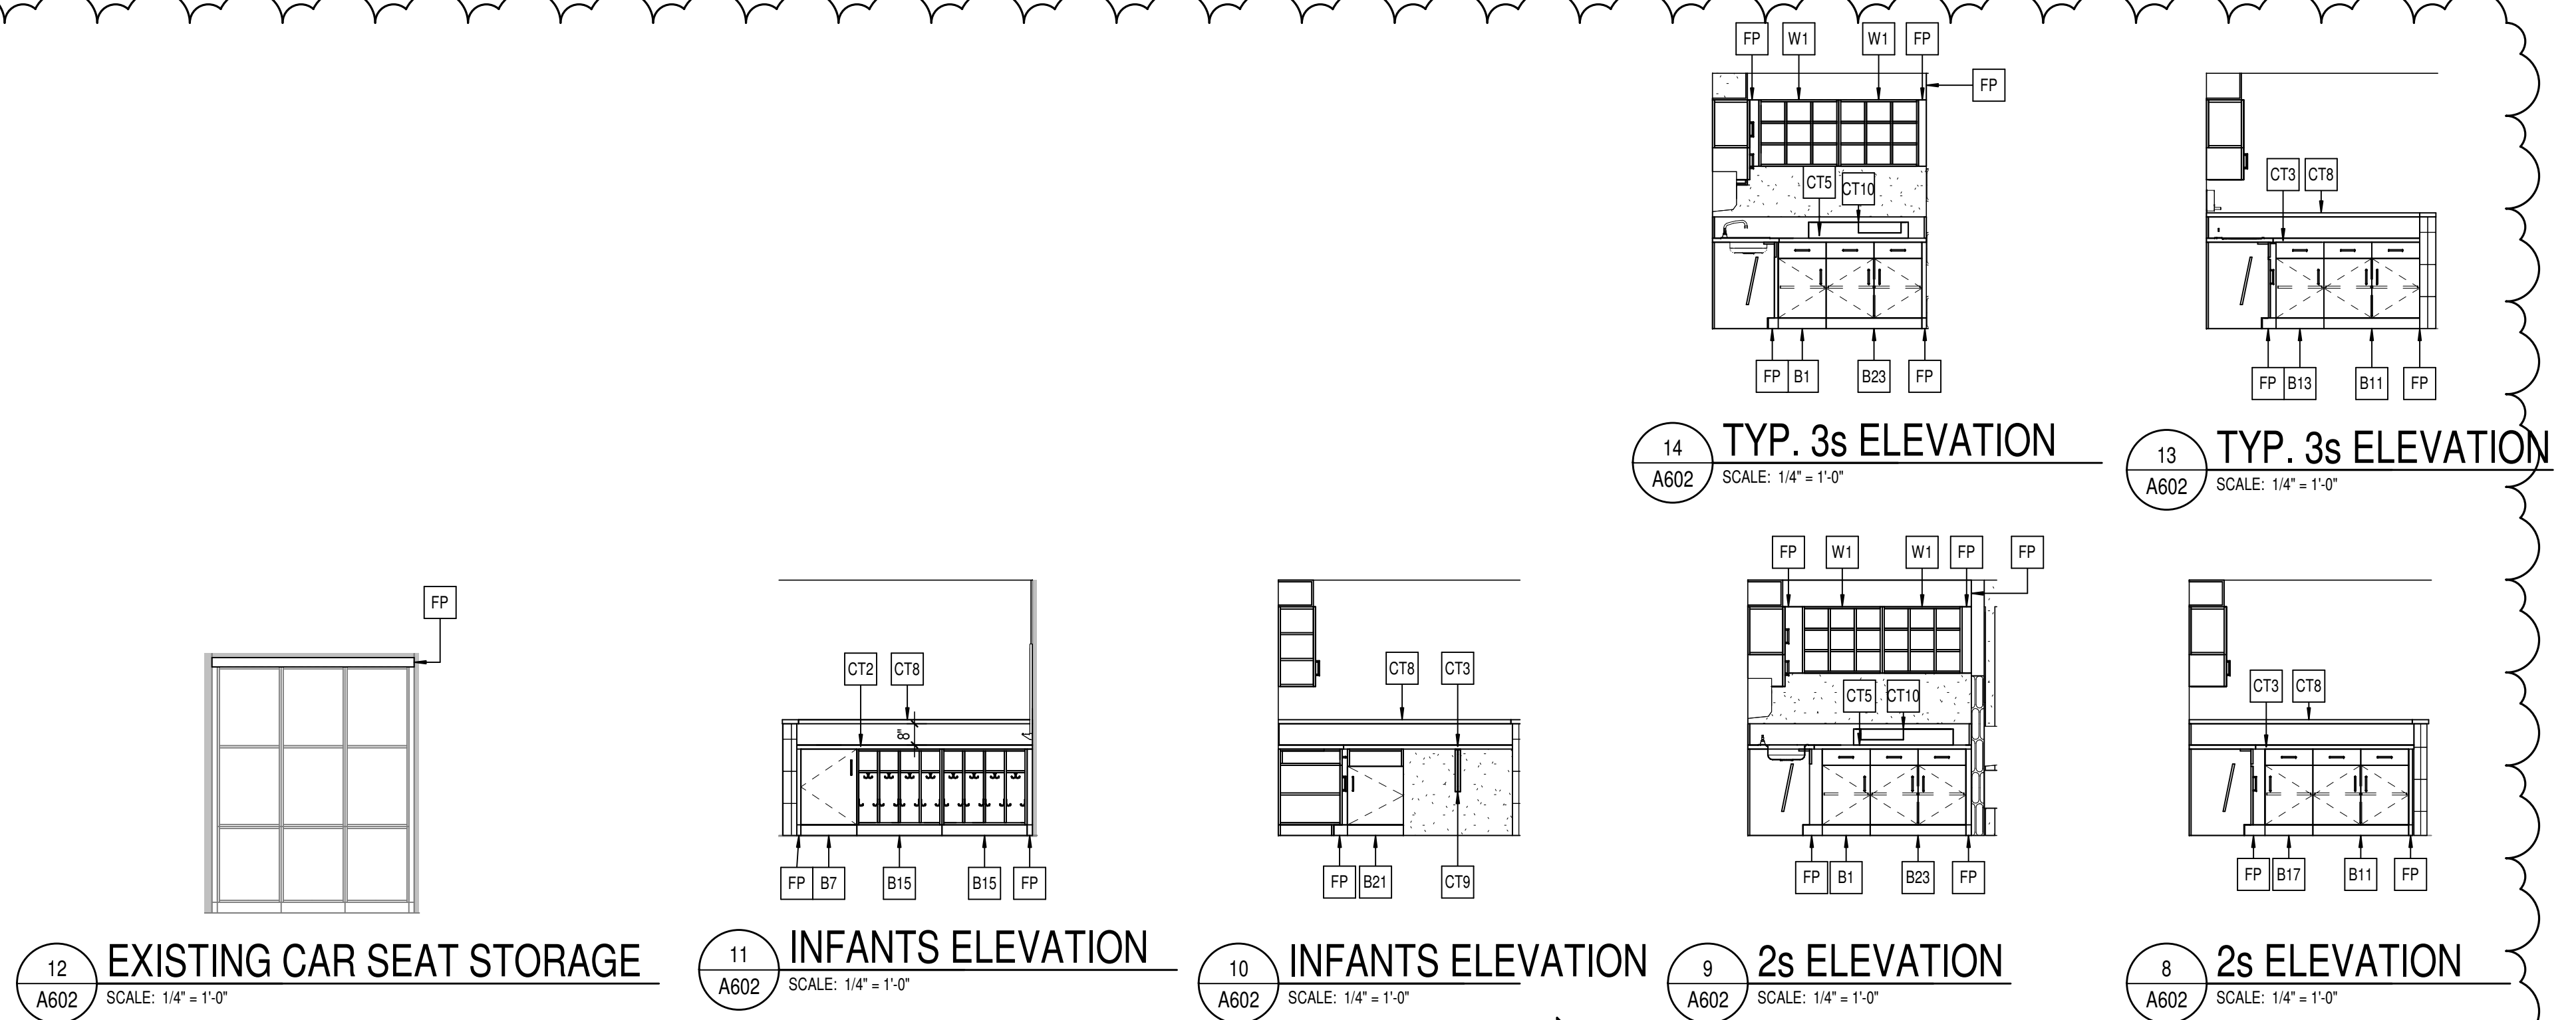 FP W1 W1 FP
FP
CT5 CT10
FP B1 B23 FP
14
A602
TYP. 3s ELEVATION
SCALE: 1/4" = 1'-0"
CT3 CT8
FP B13 B11 FP
13
A602
TYP. 3s ELEVATION
SCALE: 1/4" = 1'-0"
FP
12
A602
EXISTING CAR SEAT STORAGE
SCALE: 1/4" = 1'-0"
CT2 CT8
8"
FP B7 B15 B15 FP
11
A602
INFANTS ELEVATION
SCALE: 1/4" = 1'-0"
CT8 CT3
FP B21 CT9
10
A602
INFANTS ELEVATION
SCALE: 1/4" = 1'-0"
FP W1 W1 FP FP
CT5 CT10
FP B1 B23 FP
9
A602
2s ELEVATION
SCALE: 1/4" = 1'-0"
CT3 CT8
FP B17 B11 FP
8
A602
2s ELEVATION
SCALE: 1/4" = 1'-0"